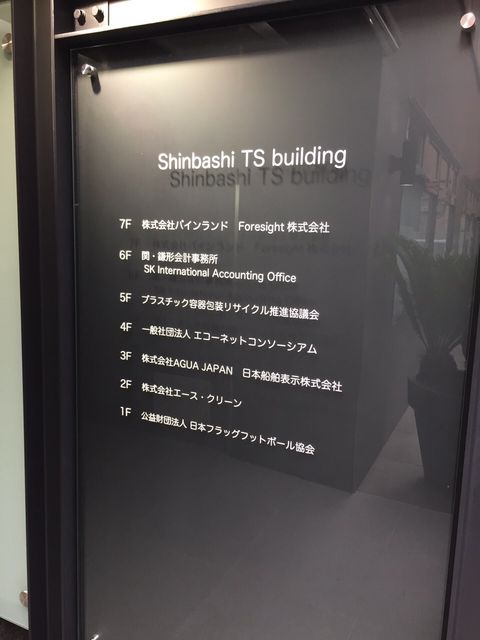 Shinbashi TS building
7F 株式会社パインランド Foresight 株式会社
6F 関・鎌形会計事務所
SK International Accounting Office
5F プラスチック容器包装リサイクル推進協議会
4F 一般社団法人 エコーネットコンソーシアム
3F 株式会社AGUA JAPAN 日本船舶表示株式会社
2F 株式会社エース・クリーン
1F 公益財団法人 日本フラッグフットボール協会